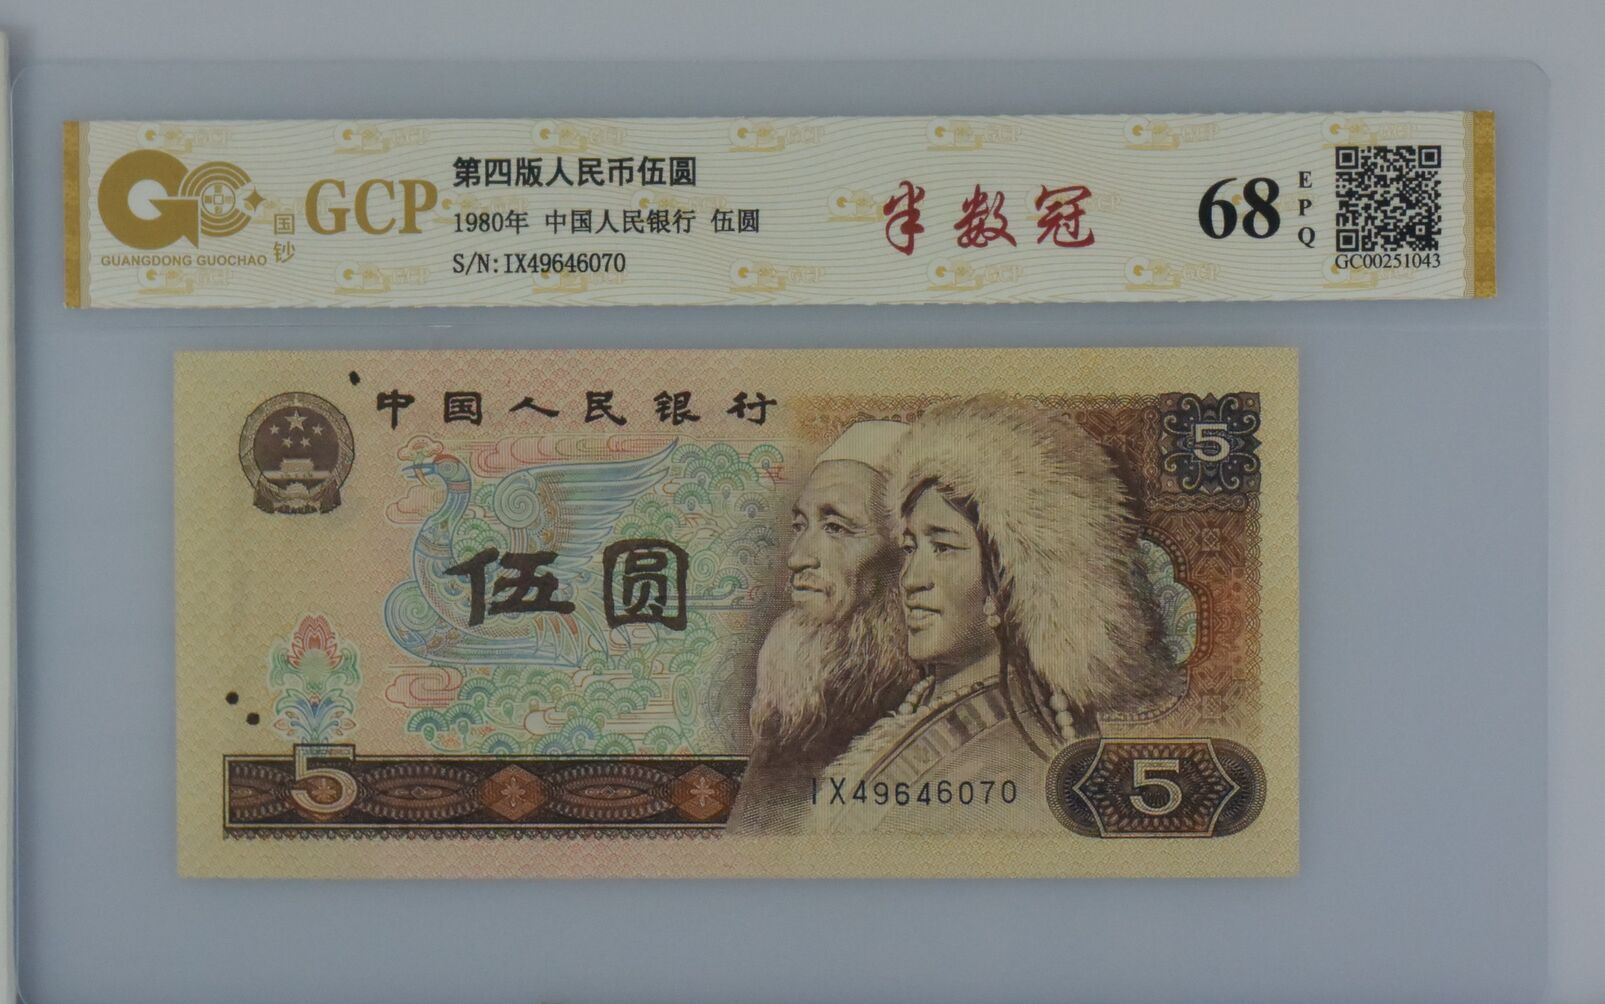 GCP
国
钞
GUANGDONG GUOCHAO
第四版人民币伍圆
1980年 中国人民银行 伍圆
S/N:IX49646070
半数冠
68
E
P
Q
GC00251043
中国人民银行
5
伍圆
5
IX49646070
5